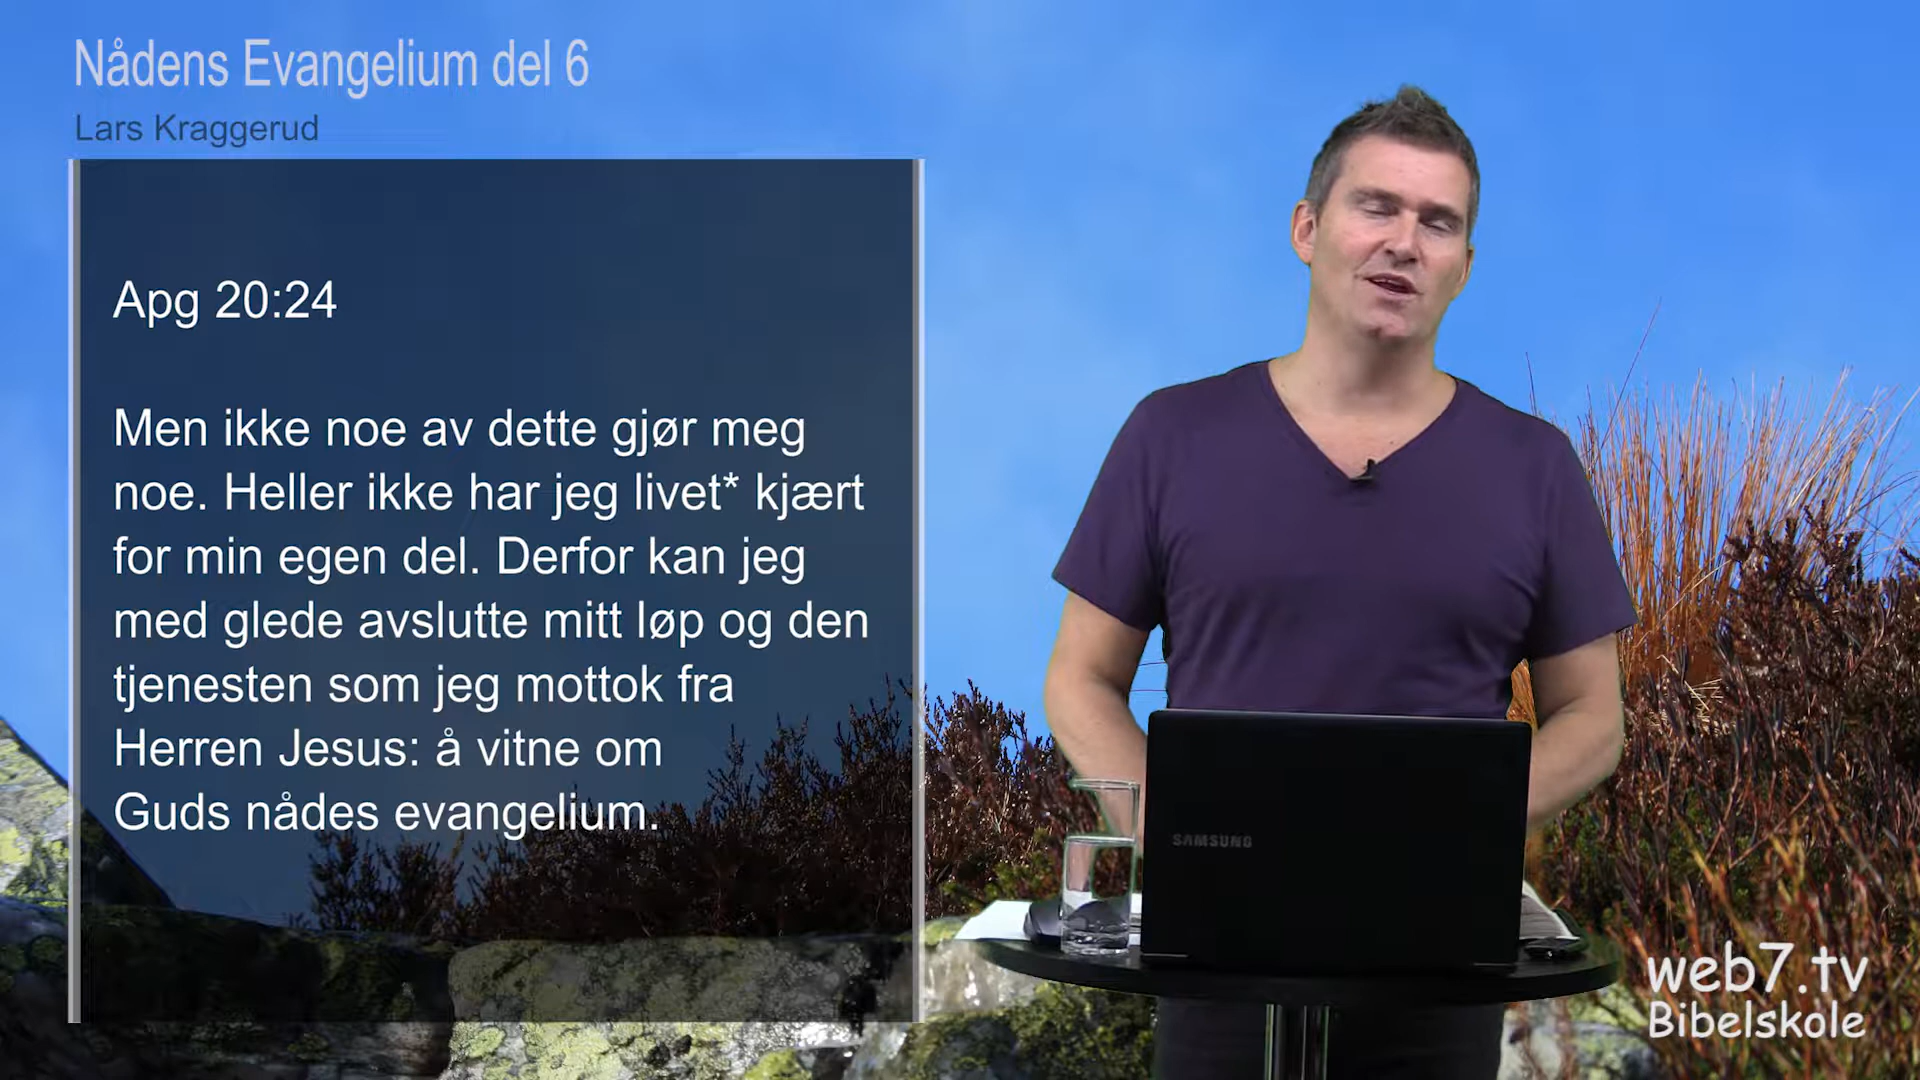 Nådens Evangelium del 6
Lars Kraggerud
Apg 20:24
Men ikke noe av dette gjør meg
noe. Heller ikke har jeg livet* kjært
for min egen del. Derfor kan jeg
med glede avslutte mitt løp og den
tjenesten som jeg mottok fra
Herren Jesus: å vitne om
Guds nådes evangelium.
SAMSUNG
web7.tv
Bibelskole